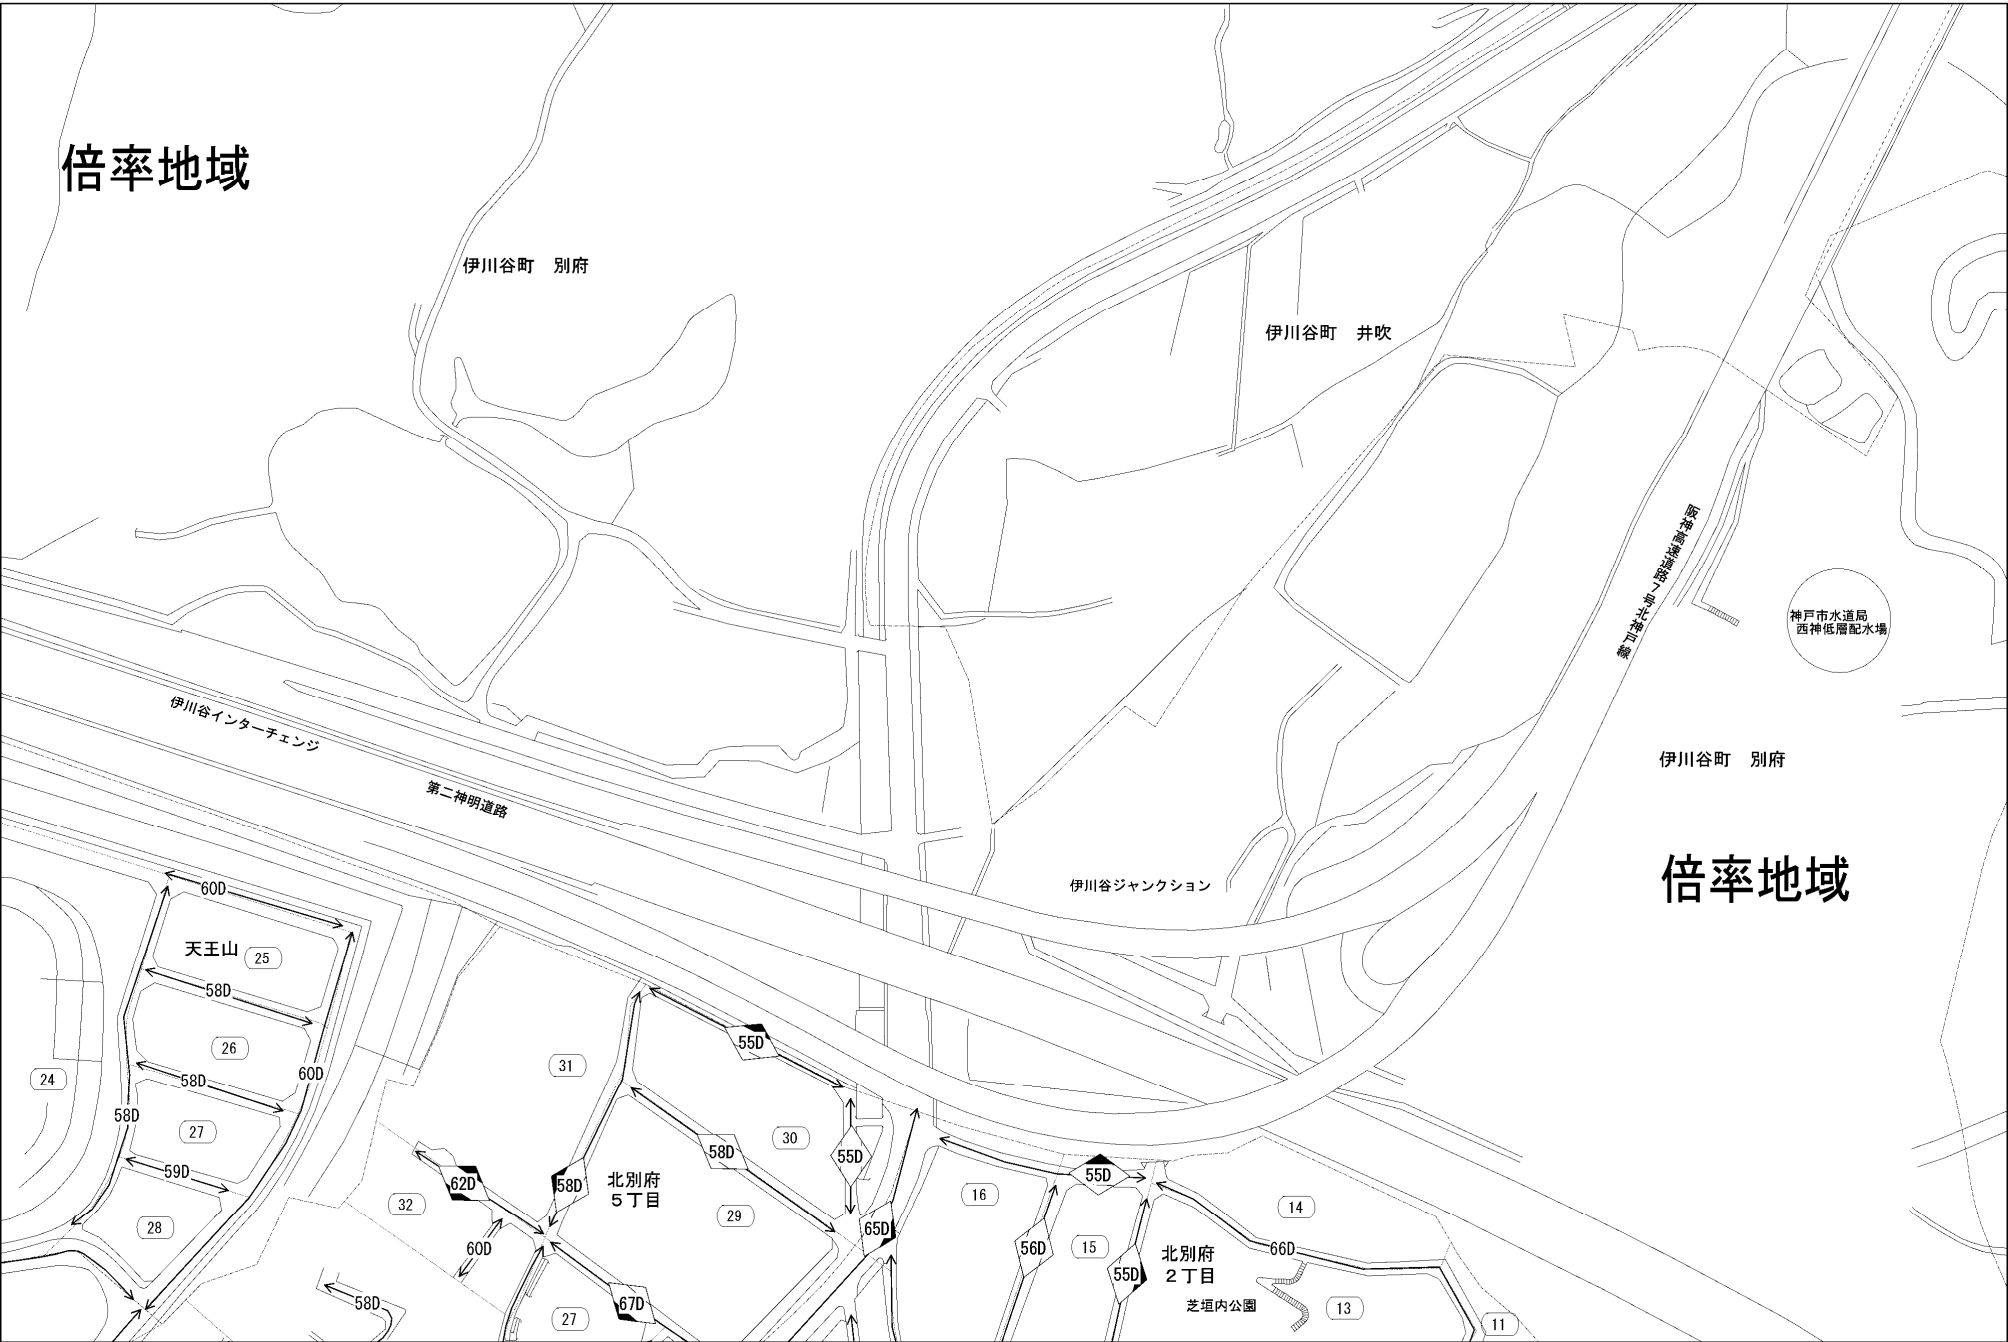 倍率地域
伊川谷町　別府
伊川谷町　井吹
阪神高速道路7号北神戸線
神戸市水道局
西神低層配水場
伊川谷インターチェンジ
第二神明道路
伊川谷町　別府
伊川谷ジャンクション
倍率地域
60D
天王山
25
58D
26
24
58D
60D
58D
27
59D
28
58D
31
55D
30
58D
55D
62D
58D
北別府
５丁目
32
29
65D
60D
67D
27
55D
16
14
56D
15
66D
北別府
２丁目
55D
芝垣内公園
13
11